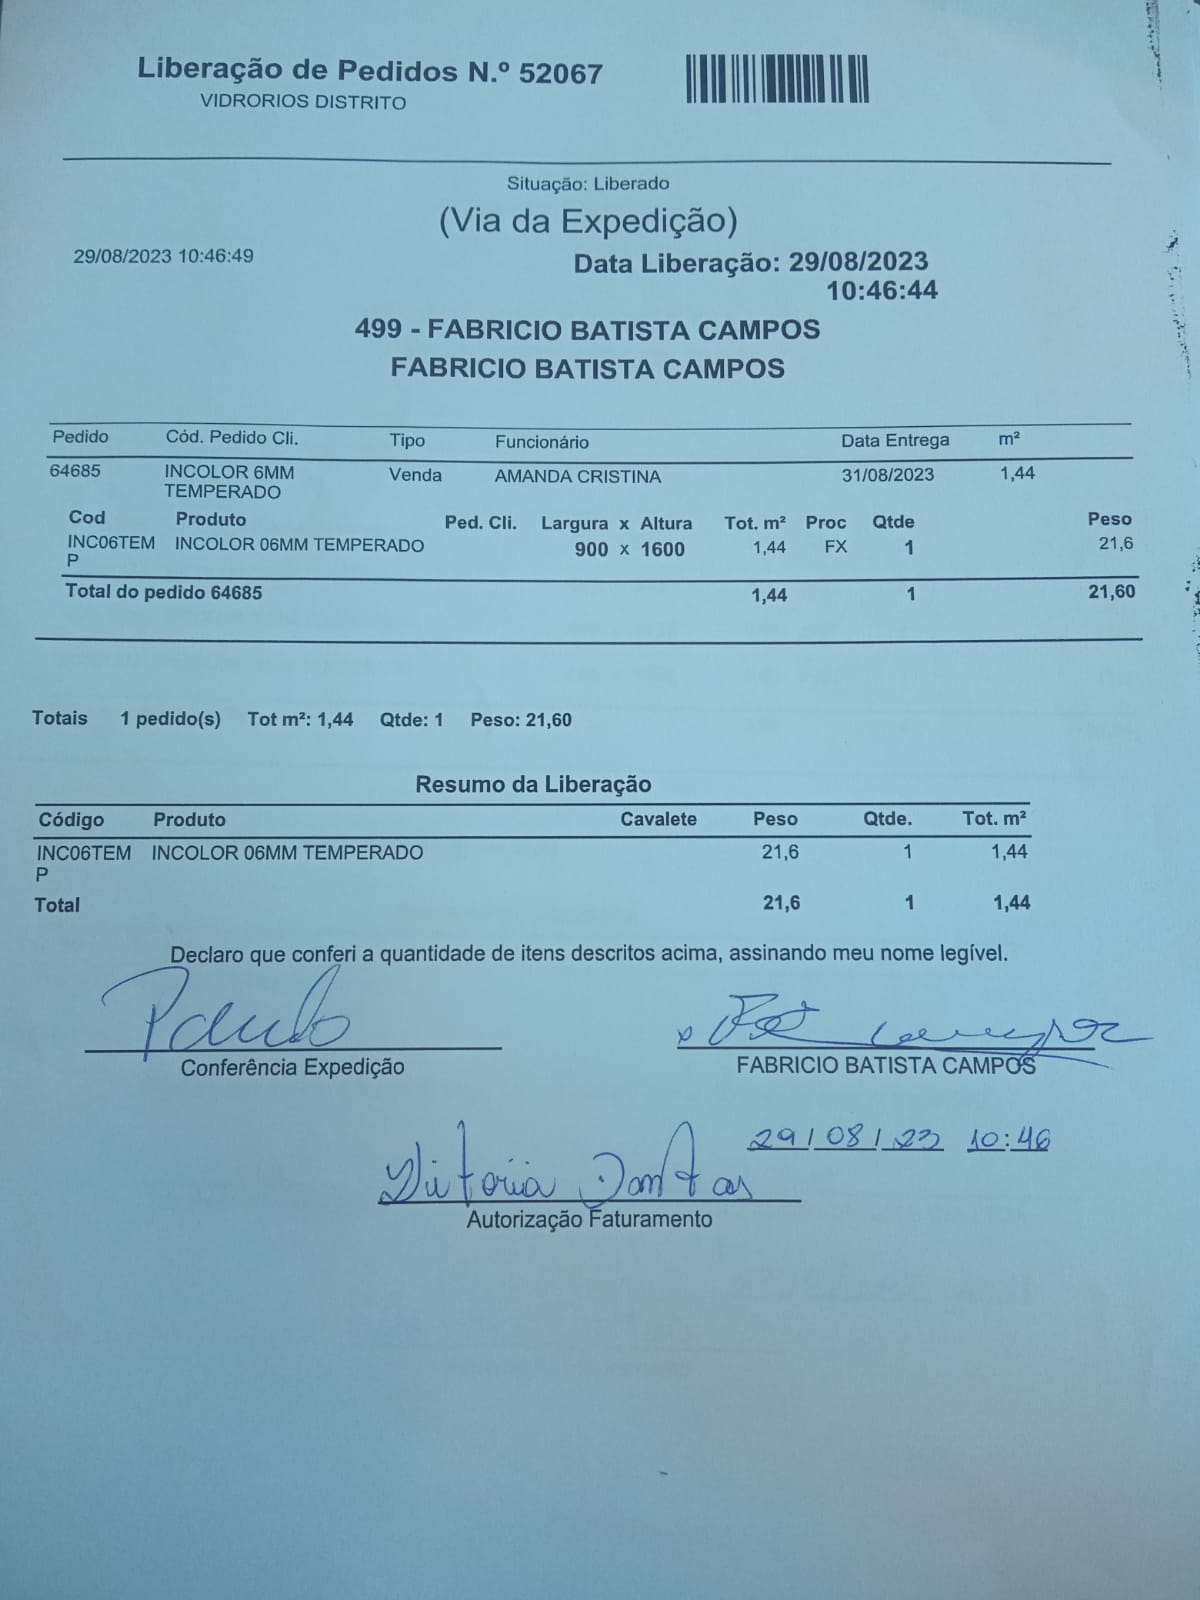 Liberação de Pedidos N.º 52067
VIDRORIOS DISTRITO
Situação: Liberado
(Via da Expedição)
29/08/2023 10:46:49
Data Liberação: 29/08/2023
10:46:44
499 - FABRICIO BATISTA CAMPOS
FABRICIO BATISTA CAMPOS
Pedido Cód. Pedido Cli. Tipo Funcionário Data Entrega m²
64685 INCOLOR 6MM Venda AMANDA CRISTINA 31/08/2023 1,44
TEMPERADO
Cod Produto Ped. Cli. Largura x Altura Tot. m² Proc Qtde Peso
INC06TEM INCOLOR 06MM TEMPERADO 900 x 1600 1,44 FX 1 21,6
P
Total do pedido 64685 1,44 1 21,60
Totais 1 pedido(s) Tot m²: 1,44 Qtde: 1 Peso: 21,60
Resumo da Liberação
Código Produto Cavalete Peso Qtde. Tot. m²
INC06TEM INCOLOR 06MM TEMPERADO 21,6 1 1,44
P
Total 21,6 1 1,44
Declaro que conferi a quantidade de itens descritos acima, assinando meu nome legível.
Paulo
Conferência Expedição
FABRICIO BATISTA CAMPOS
29/08/23 10:46
Vitoria Dantas
Autorização Faturamento